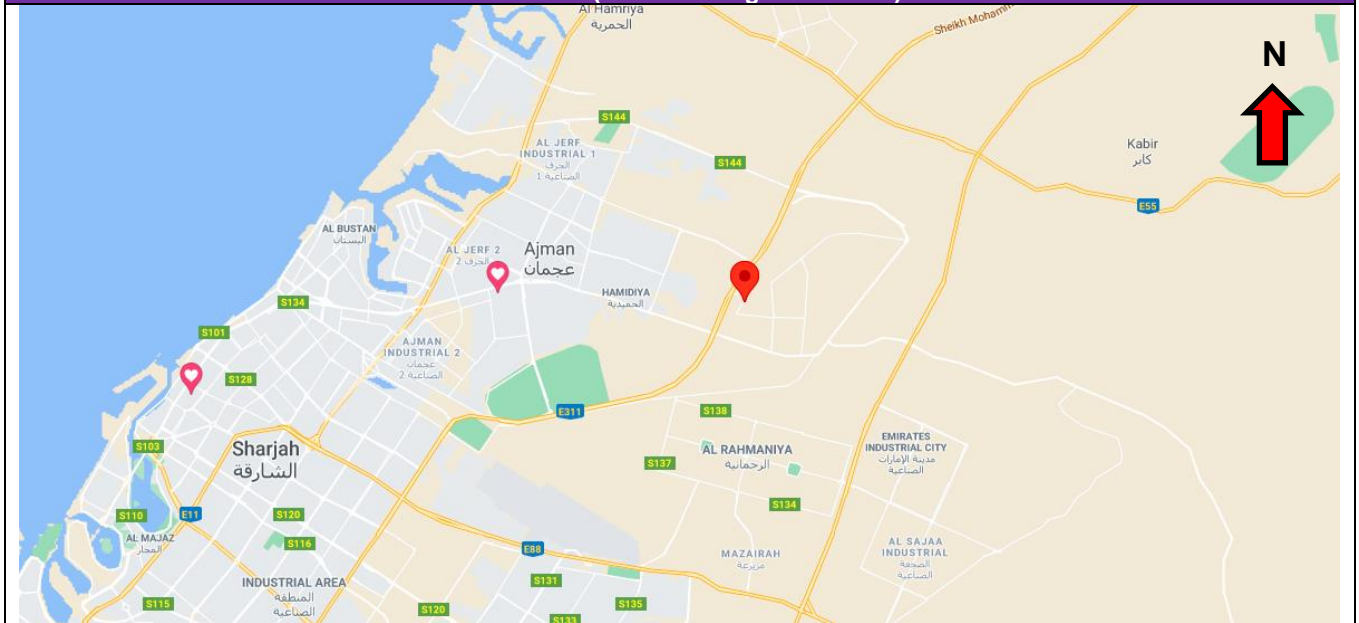 Al Hamriya
الحمرية
Sheikh Mohamm
N
S144
AL JERF
INDUSTRIAL 1
الجرف
الصناعية 1
S144
Kabir
كابر
E55
AL BUSTAN
البستان
AL JERF 2
الجرف 2
Ajman
عجمان
HAMIDIYA
الحميدية
S134
S101
AJMAN
INDUSTRIAL 2
عجمان
الصناعية 2
S128
E311
S138
Sharjah
الشارقة
S103
AL RAHMANIYA
الرحمانية
S137
EMIRATES
INDUSTRIAL CITY
مدينة الإمارات
الصناعية
S134
S110
E11
S120
AL MAJAZ
المجاز
S116
E88
MAZAIRAH
مزيرعة
AL SAJAA
INDUSTRIAL
الصناعية
INDUSTRIAL AREA
المنطقة
الصناعية
S131
S115
S120
S135
S133